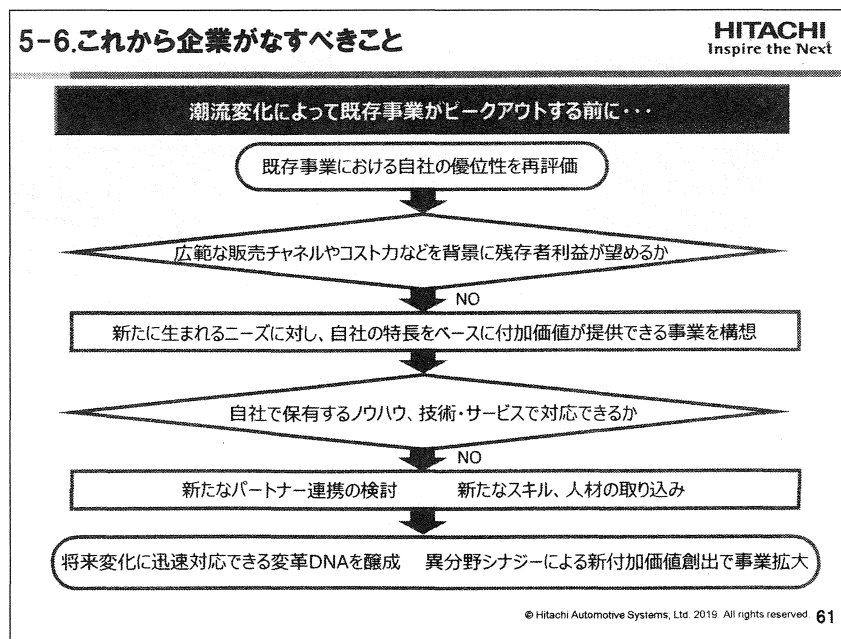 5-6.これから企業がなすべきこと
HITACHI
Inspire the Next
潮流変化によって既存事業がピークアウトする前に・・・
既存事業における自社の優位性を再評価
広範な販売チャネルやコスト力などを背景に残存者利益が望めるか
NO
新たに生まれるニーズに対し、自社の特長をベースに付加価値が提供できる事業を構想
自社で保有するノウハウ、技術・サービスで対応できるか
NO
新たなパートナー連携の検討　　新たなスキル、人材の取り込み
将来変化に迅速対応できる変革DNAを醸成　異分野シナジーによる新付加価値創出で事業拡大
© Hitachi Automotive Systems, Ltd. 2019. All rights reserved. 61